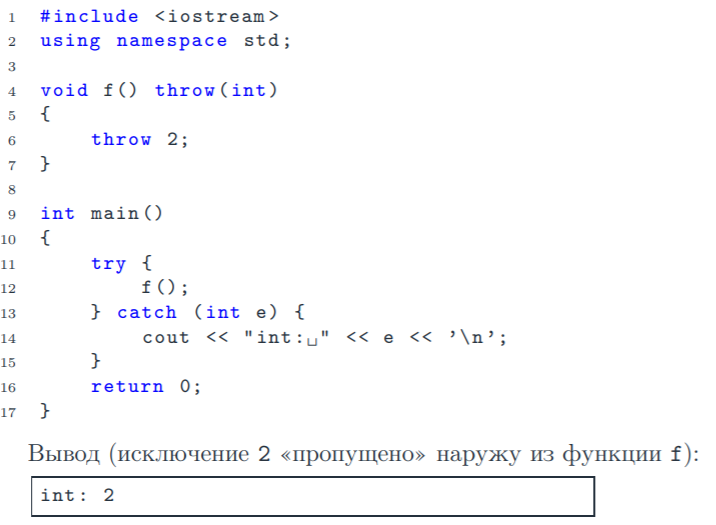 1 #include <iostream>
2 using namespace std;
3
4 void f() throw(int)
5 {
6     throw 2;
7 }
8
9 int main()
10 {
11     try {
12         f();
13     } catch (int e) {
14         cout << "int:␣" << e << '\n';
15     }
16     return 0;
17 }
Вывод (исключение 2 «пропущено» наружу из функции f):
int: 2